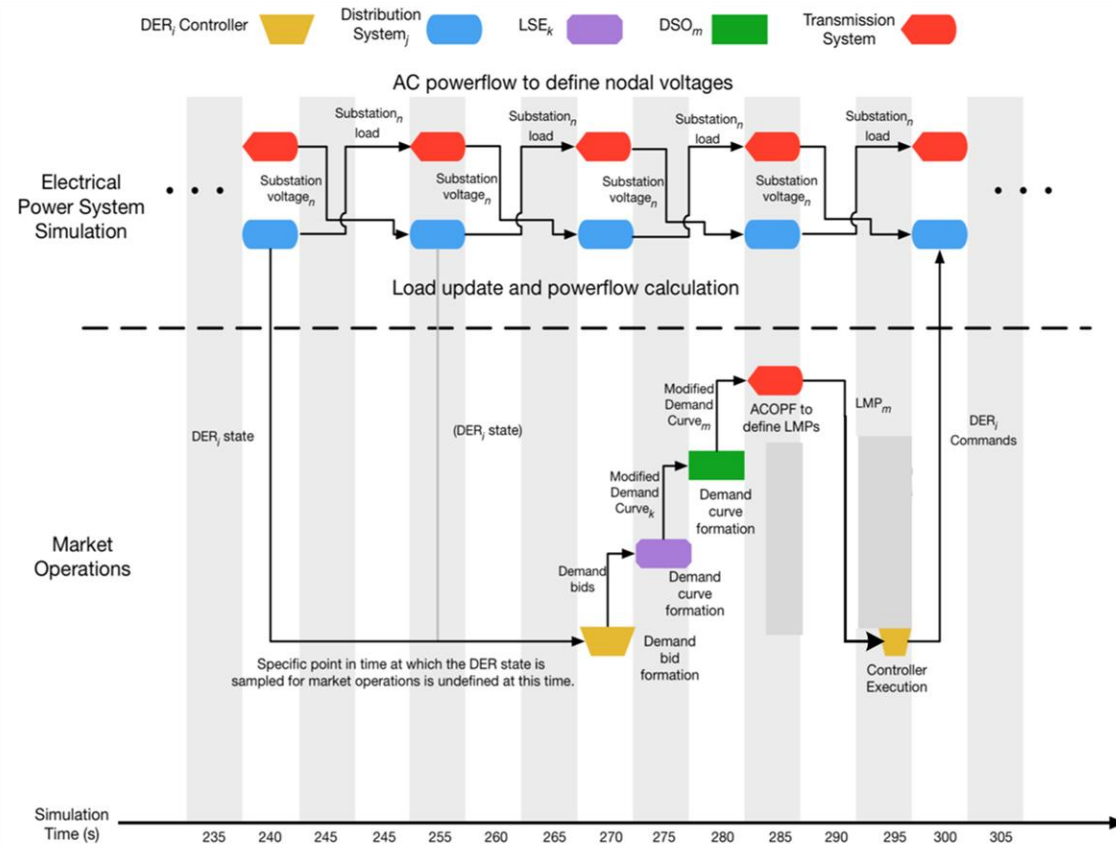 DERᵢ Controller
Distribution
Systemⱼ
LSEₖ
DSOₘ
Transmission
System
AC powerflow to define nodal voltages
Substationₙ
load
Substationₙ
load
Substationₙ
load
Substationₙ
load
Electrical
Power System
Simulation
• • •
• • •
Substation
voltageₙ
Substation
voltageₙ
Substation
voltageₙ
Substation
voltageₙ
Load update and powerflow calculation
Market
Operations
DERⱼ state
(DERⱼ state)
Demand
bids
Modified
Demand
Curveₖ
Modified
Demand
Curveₘ
ACOPF to
define LMPs
LMPₘ
DERᵢ
Commands
Demand
curve
formation
Demand
curve
formation
Demand
bid
formation
Controller
Execution
Specific point in time at which the DER state is
sampled for market operations is undefined at this time.
Simulation
Time (s)
235 240 245 245 255 260 265 270 275 280 285 290 295 300 305